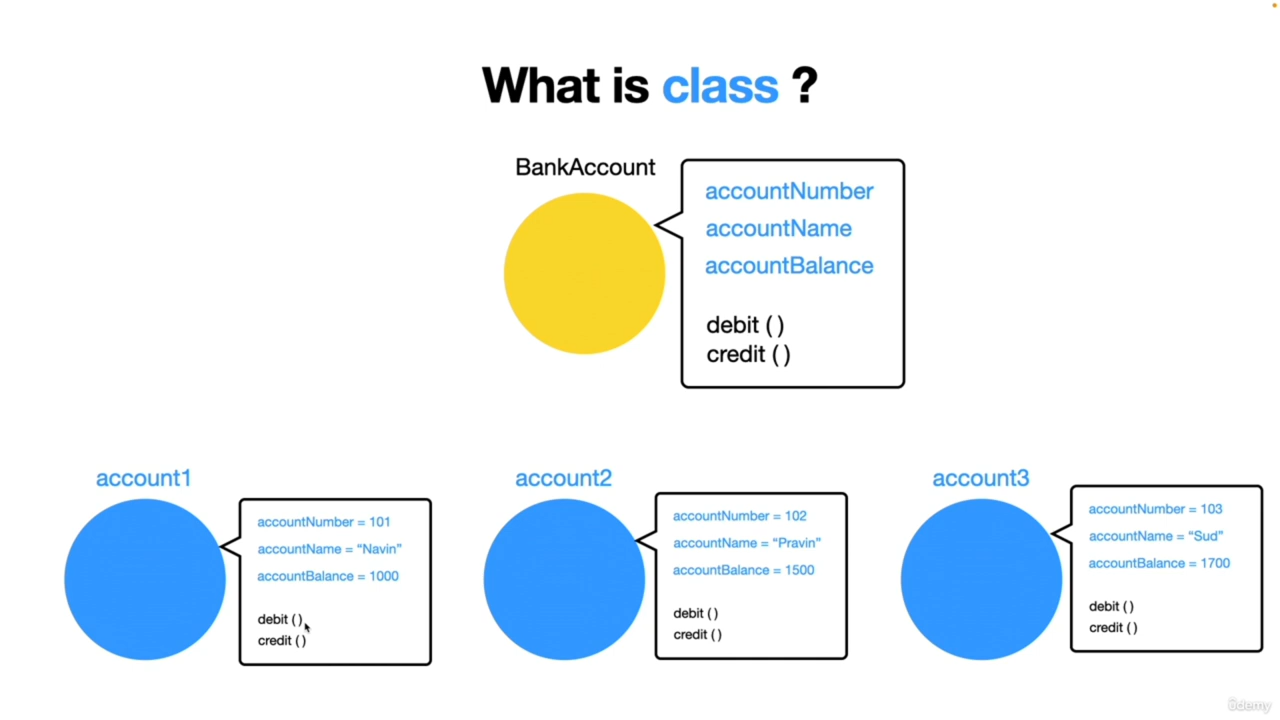 What is class ?
BankAccount
accountNumber
accountName
accountBalance
debit ( )
credit ( )
account1
accountNumber = 101
accountName = “Navin”
accountBalance = 1000
debit ( )
credit ( )
account2
accountNumber = 102
accountName = “Pravin”
accountBalance = 1500
debit ( )
credit ( )
account3
accountNumber = 103
accountName = “Sud”
accountBalance = 1700
debit ( )
credit ( )
ûdemy